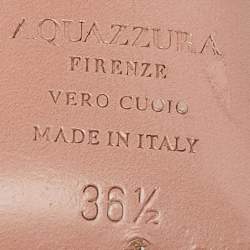 AQUAZZURA
FIRENZE
VERO CUOIO
MADE IN ITALY
36½